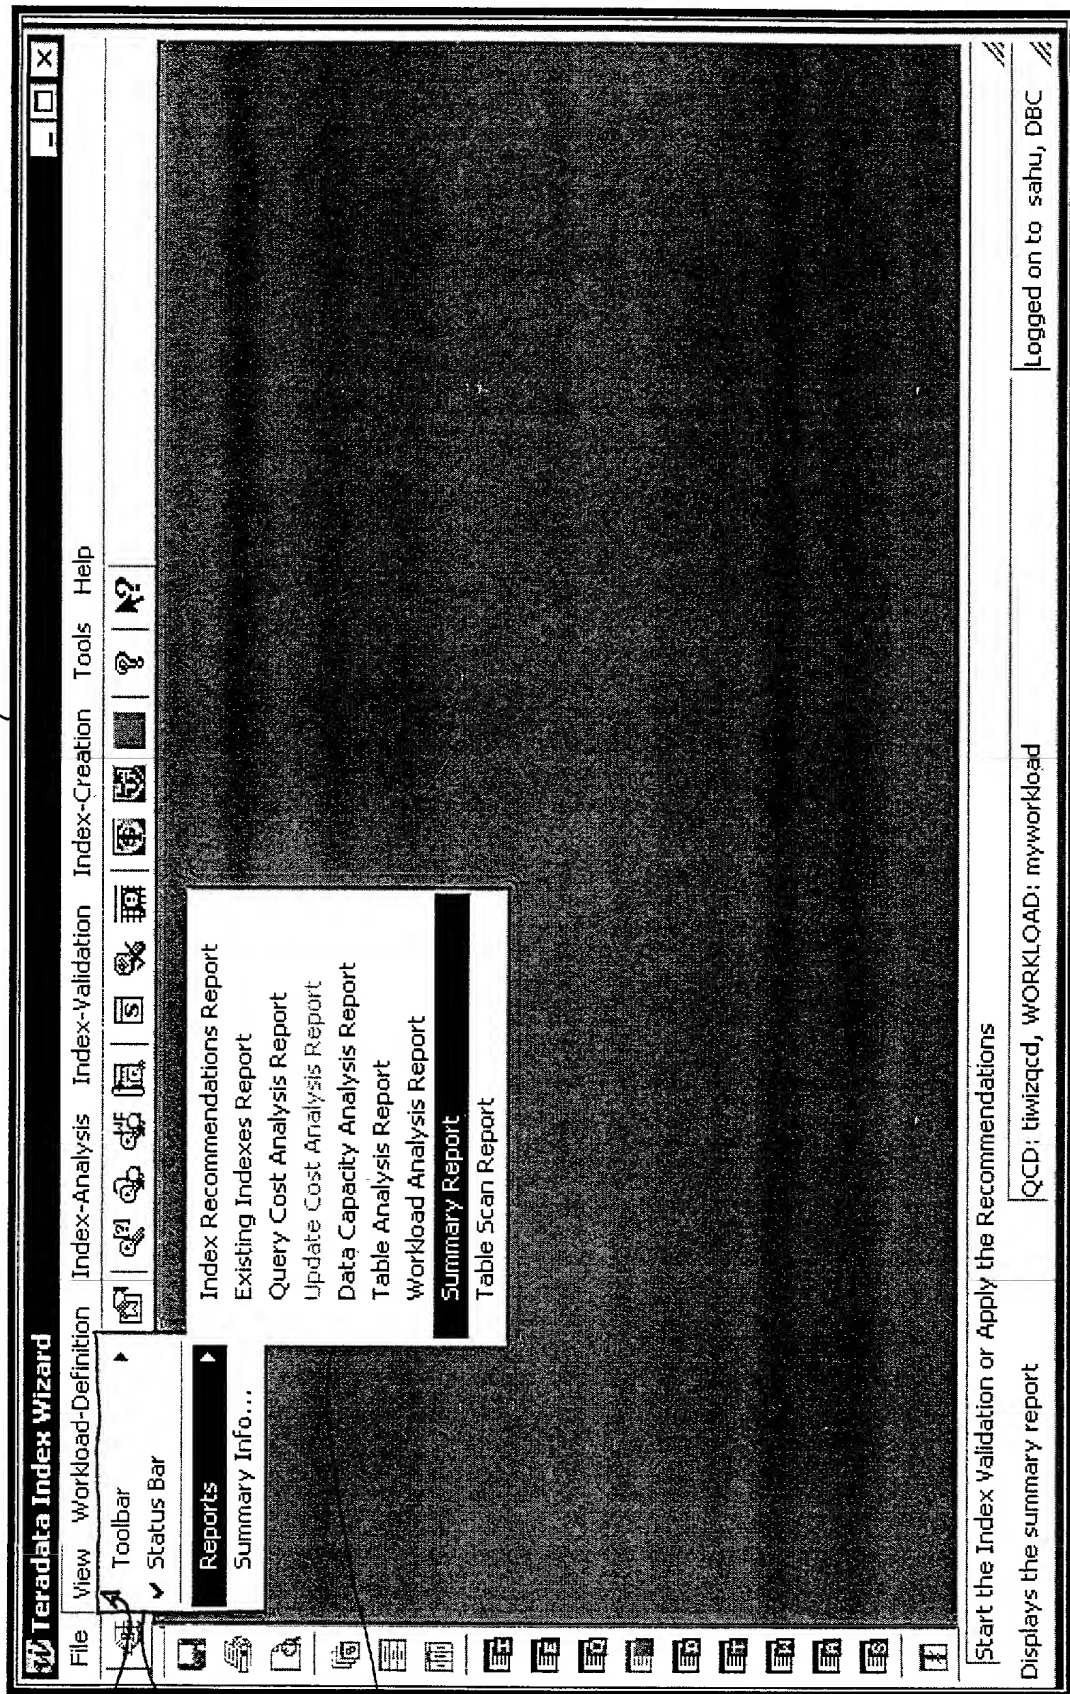 Teradata Index Wizard
File View Workload-Definition Index-Analysis Index-Validation Index-Creation Tools Help
Toolbar
Status Bar
Reports
Summary Info...
Index Recommendations Report
Existing Indexes Report
Query Cost Analysis Report
Update Cost Analysis Report
Data Capacity Analysis Report
Table Analysis Report
Workload Analysis Report
Summary Report
Table Scan Report
Start the Index Validation or Apply the Recommendations
Displays the summary report QCD: tiwizqcd, WORKLOAD: myworkload Logged on to sahu, DBC